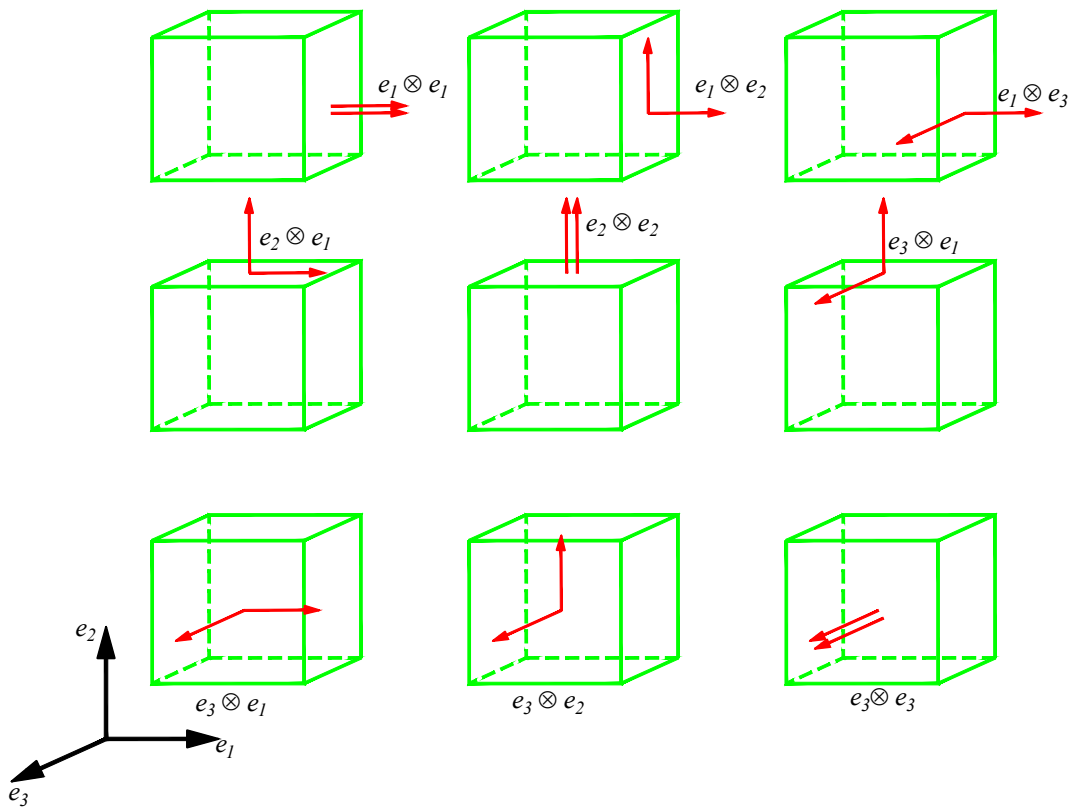 e₁ ⊗ e₁
e₁ ⊗ e₂
e₁ ⊗ e₃
e₂ ⊗ e₁
e₂ ⊗ e₂
e₃ ⊗ e₁
e₃ ⊗ e₁
e₃ ⊗ e₂
e₃ ⊗ e₃
e₂
e₁
e₃